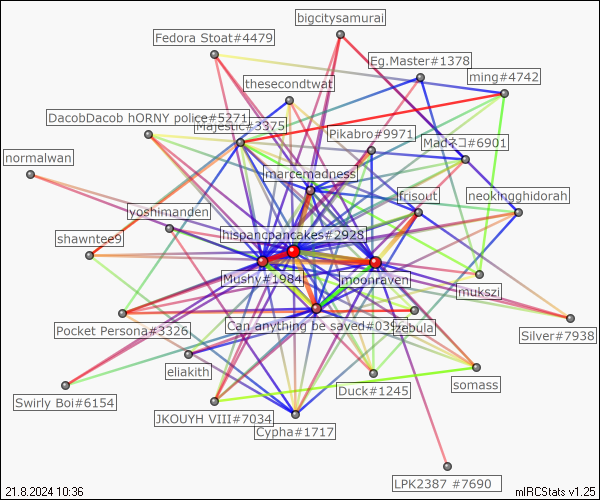 bigcitysamurai
Fedora Stoat#4479
Eg.Master#1378
ming#4742
thesecondtwat
DacobDacob hORNY police#5271
Majestic#3375
Pikabro#9971
Madネコ#6901
normalwan
marcemadness
frisout
neokingghidorah
yoshimanden
shawntee9
hispancpancakes#2928
Mushy#1984
moonraven
mukszi
Pocket Persona#3326
Can anything be saved#039
zebula
Silver#7938
eliakith
somass
Swirly Boi#6154
Duck#1245
JKOUYH VIII#7034
Cypha#1717
LPK2387 #7690
21.8.2024 10:36
mIRCStats v1.25